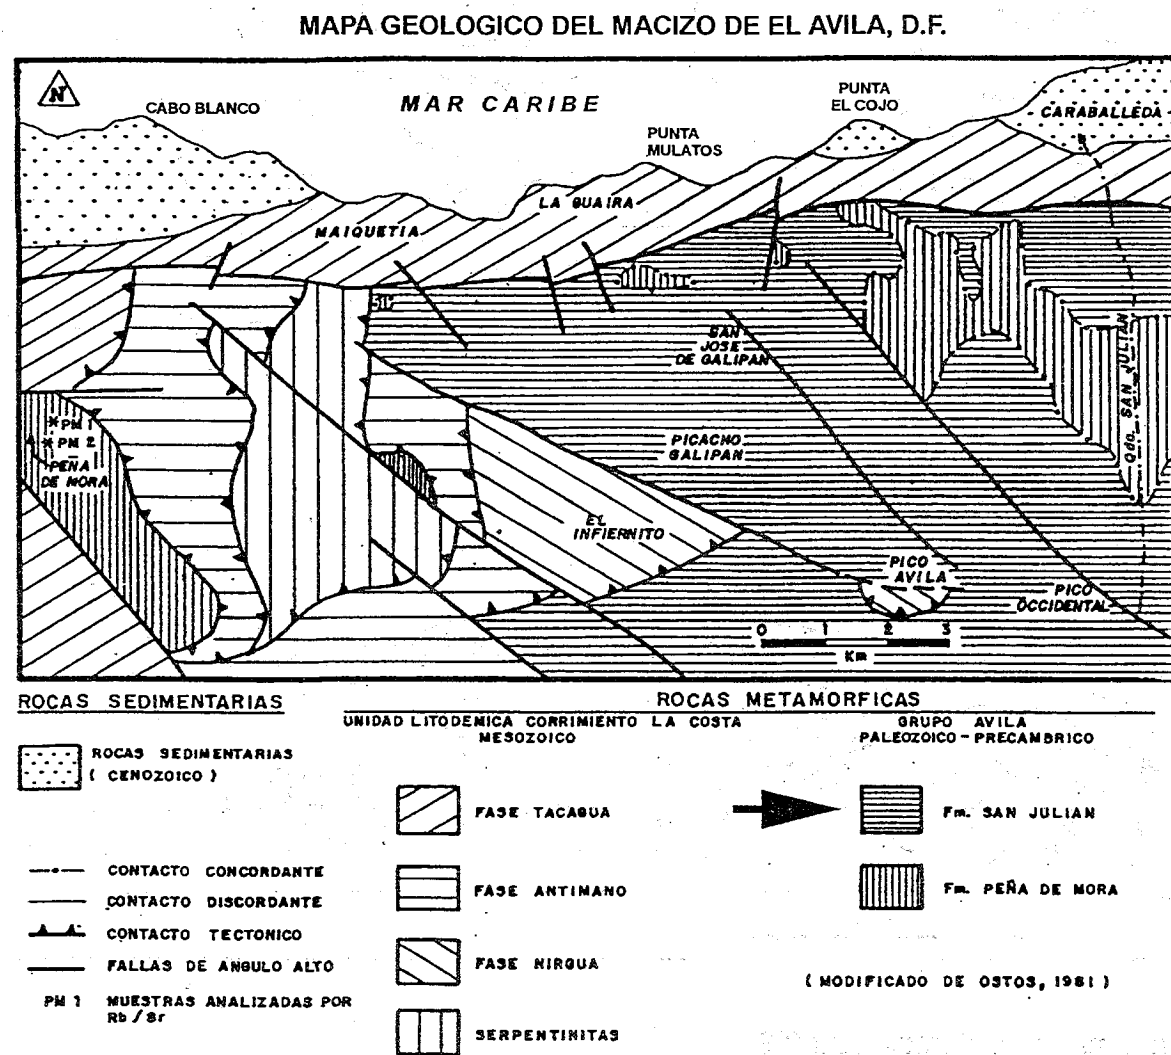 MAPA GEOLOGICO DEL MACIZO DE EL AVILA, D.F.
N
CABO BLANCO
MAR CARIBE
PUNTA
EL COJO
CARABALLEDA
PUNTA
MULATOS
LA GUAIRA
MAIQUETIA
SAN
JOSE
DE GALIPAN
Qda. SAN JULIAN
PM 1
PM 2
PEÑA
DE MORA
PICACHO
GALIPAN
EL
INFIERNITO
PICO
AVILA
PICO
OCCIDENTAL
0 1 2 3
Km
ROCAS SEDIMENTARIAS
ROCAS METAMORFICAS
UNIDAD LITODEMICA CORRIMIENTO LA COSTA
MESOZOICO
GRUPO AVILA
PALEOZOICO-PRECAMBRICO
ROCAS SEDIMENTARIAS
( CENOZOICO )
FASE TACAGUA
Fm. SAN JULIAN
CONTACTO CONCORDANTE
FASE ANTIMANO
Fm. PEÑA DE MORA
CONTACTO DISCORDANTE
CONTACTO TECTONICO
FALLAS DE ANGULO ALTO
FASE NIRGUA
( MODIFICADO DE OSTOS, 1981 )
PM 1 MUESTRAS ANALIZADAS POR
Rb/Sr
SERPENTINITAS